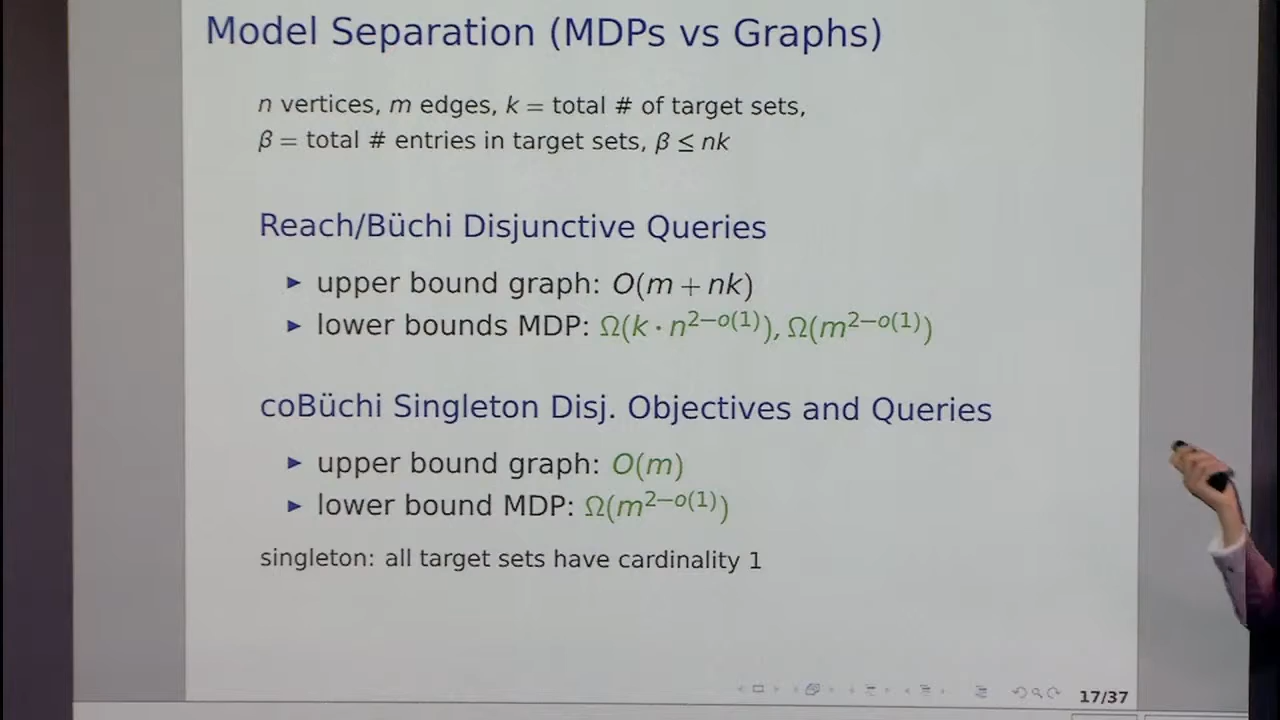 Model Separation (MDPs vs Graphs)
n vertices, m edges, k = total # of target sets,
β = total # entries in target sets, β ≤ nk
Reach/Büchi Disjunctive Queries
► upper bound graph: O(m + nk)
► lower bounds MDP: Ω(k · n^{2−o(1)}), Ω(m^{2−o(1)})
coBüchi Singleton Disj. Objectives and Queries
► upper bound graph: O(m)
► lower bound MDP: Ω(m^{2−o(1)})
singleton: all target sets have cardinality 1
17/37